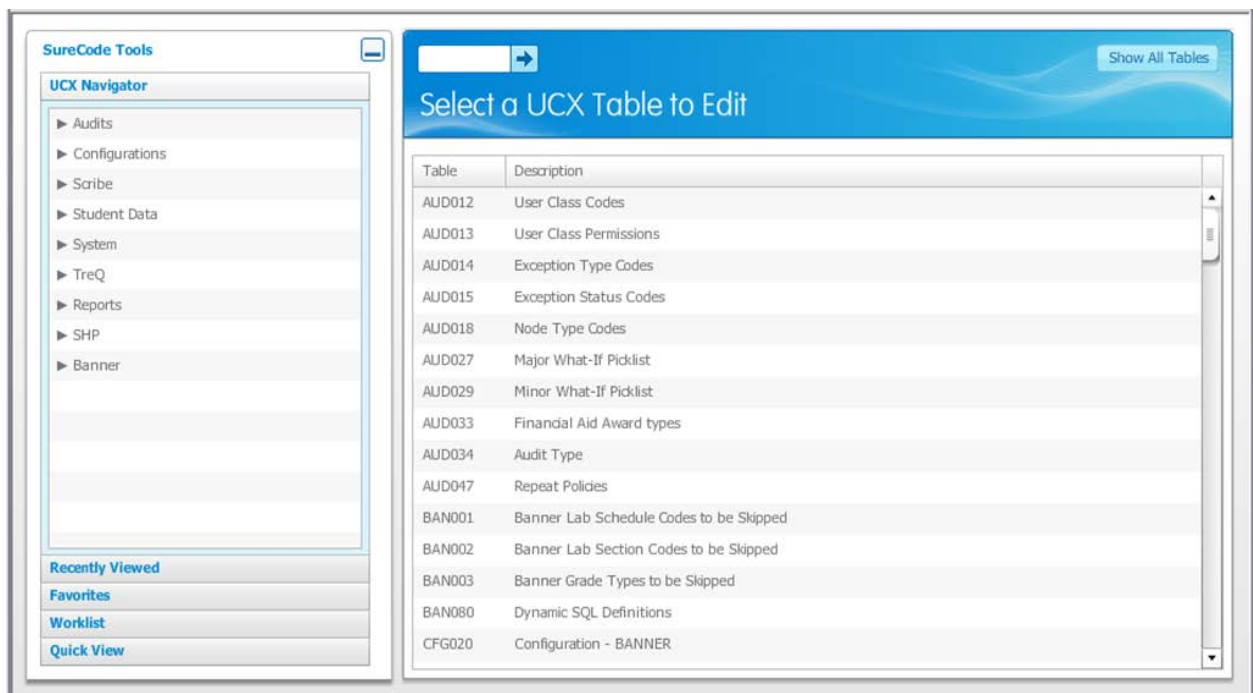 SureCode Tools
UCX Navigator
Audits
Configurations
Scribe
Student Data
System
TreQ
Reports
SHP
Banner
Recently Viewed
Favorites
Worklist
Quick View
Show All Tables
Select a UCX Table to Edit
Table Description
AUD012 User Class Codes
AUD013 User Class Permissions
AUD014 Exception Type Codes
AUD015 Exception Status Codes
AUD018 Node Type Codes
AUD027 Major What-If Picklist
AUD029 Minor What-If Picklist
AUD033 Financial Aid Award types
AUD034 Audit Type
AUD047 Repeat Policies
BAN001 Banner Lab Schedule Codes to be Skipped
BAN002 Banner Lab Section Codes to be Skipped
BAN003 Banner Grade Types to be Skipped
BAN080 Dynamic SQL Definitions
CFG020 Configuration - BANNER